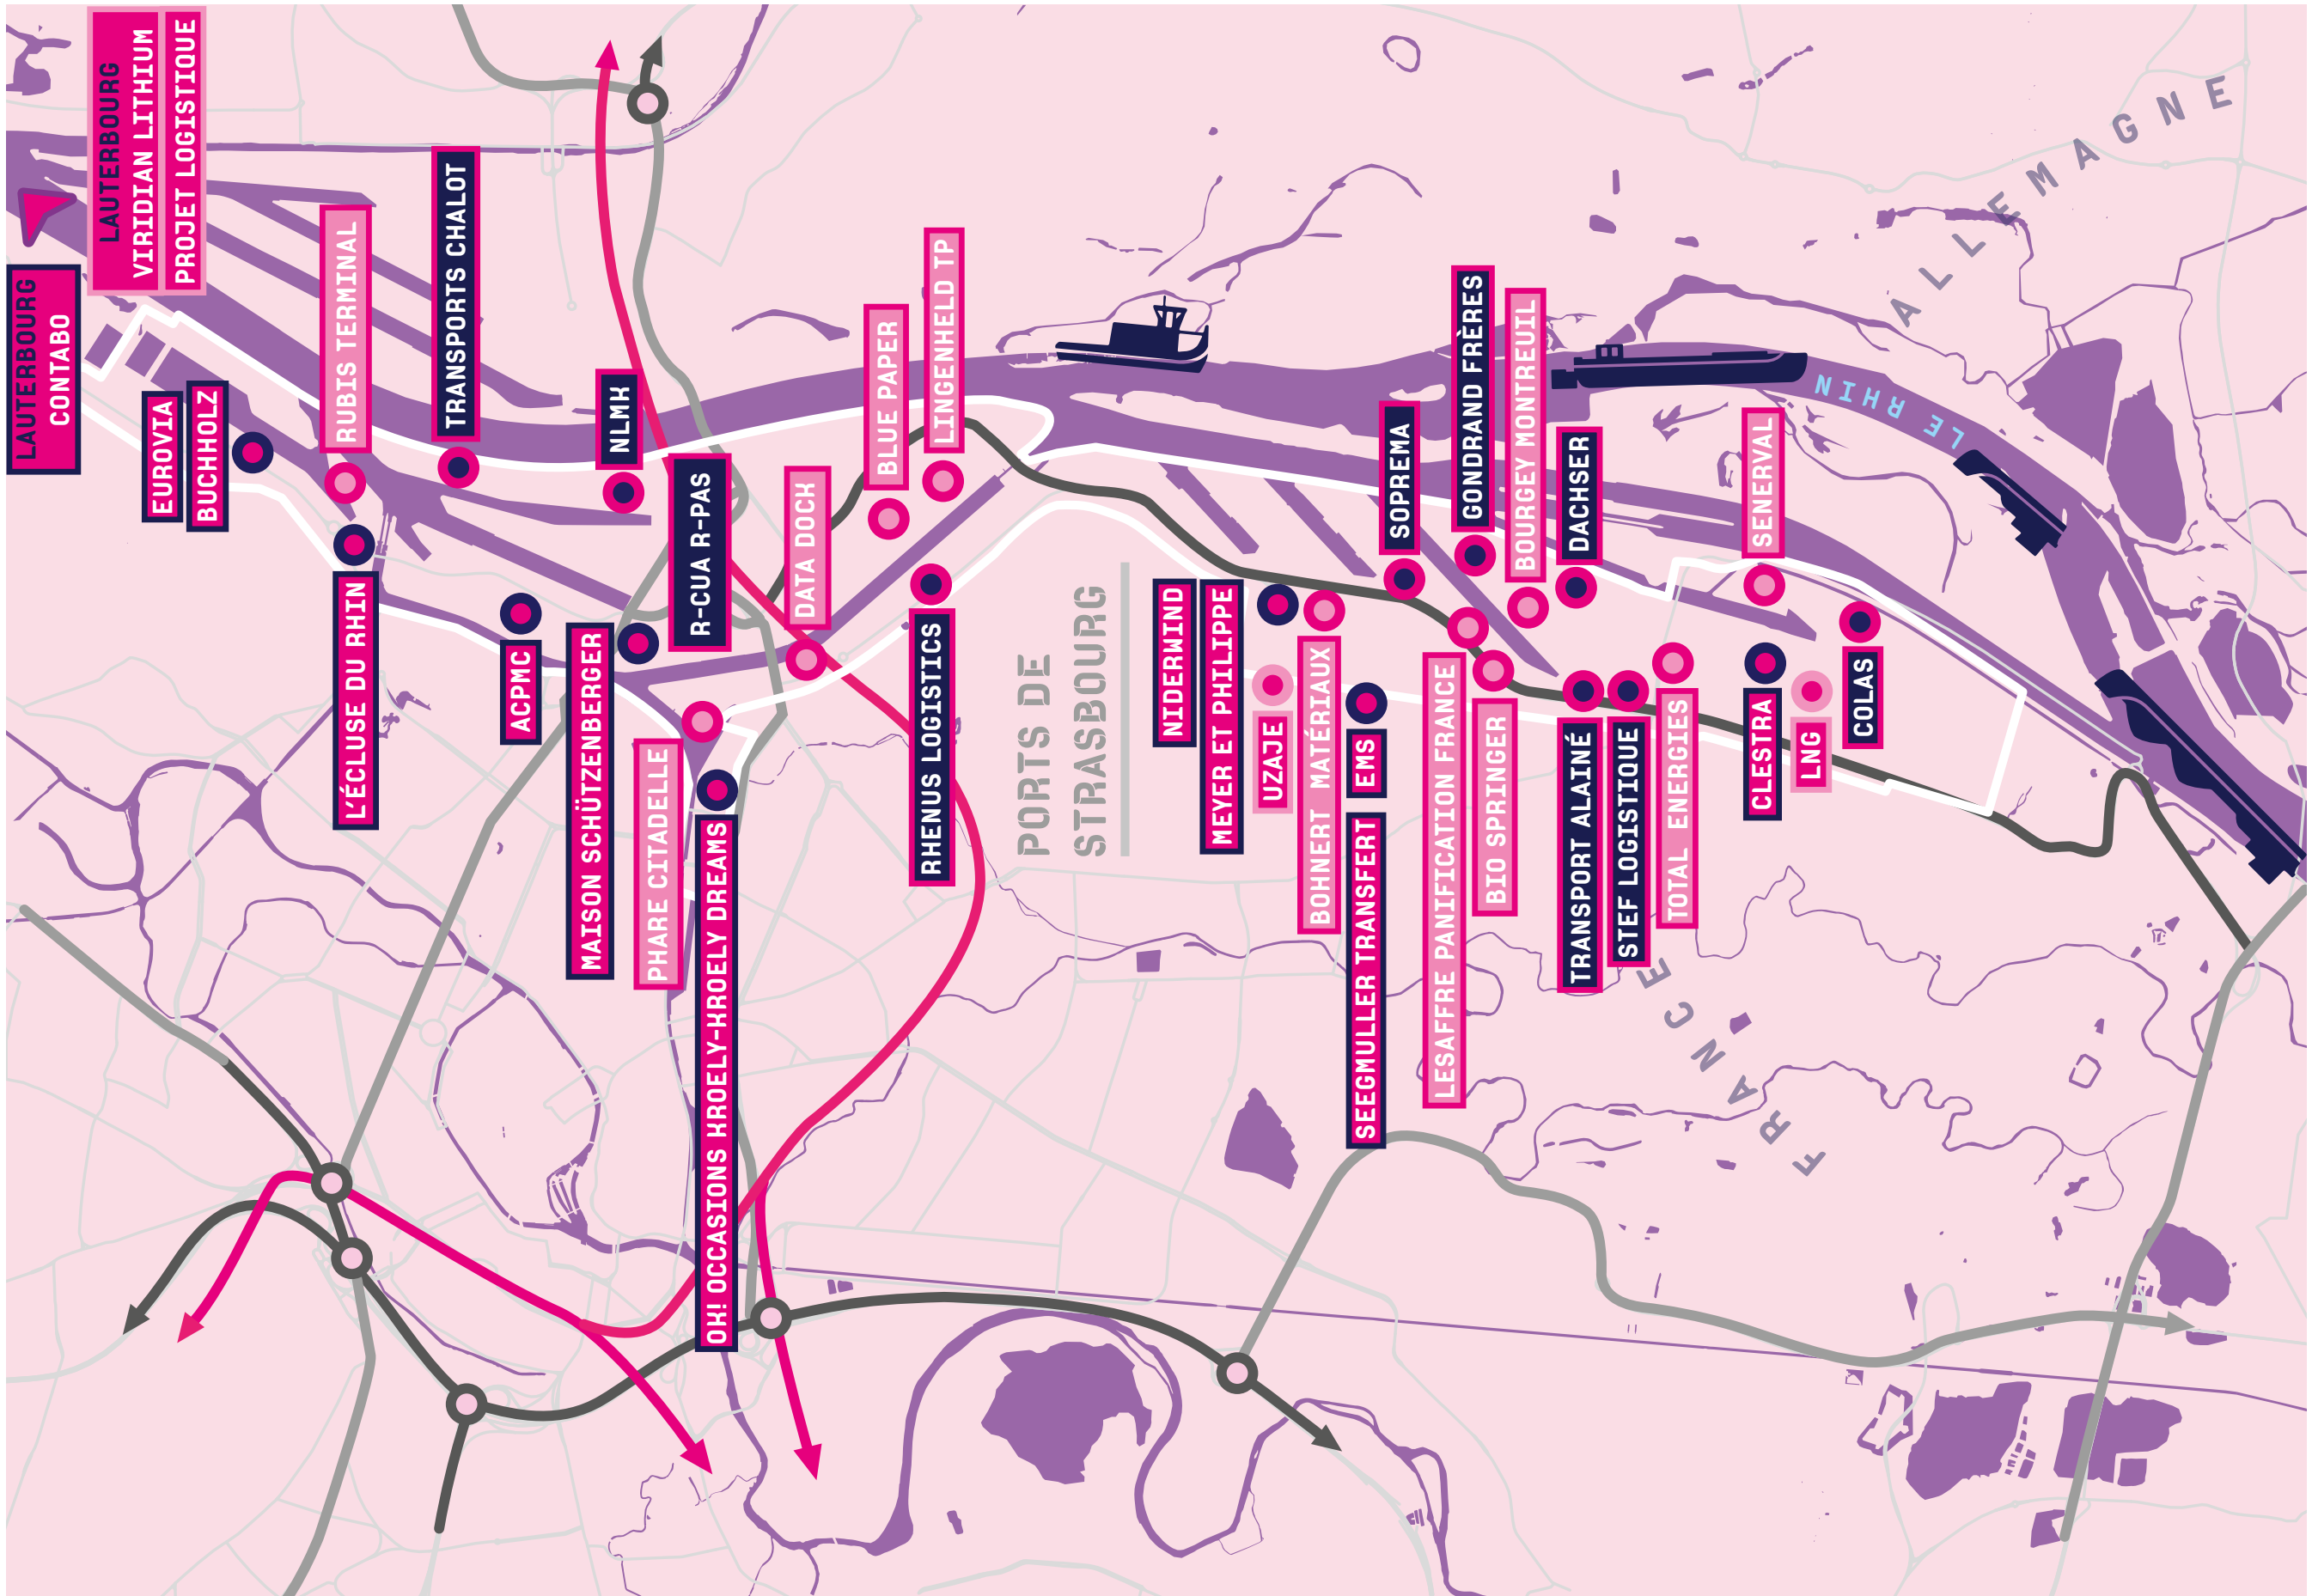 LAUTERBOURG
VIRIDIAN LITHIUM
PROJET LOGISTIQUE
LAUTERBOURG
CONTABO
EUROVIA
BUCHHOLZ
RUBIS TERMINAL
TRANSPORTS CHALOT
L'ÉCLUSE DU RHIN
ACPMC
NLMK
MAISON SCHÜTZENBERGER
PHARE CITADELLE
R-CUA R-PAS
OH! OCCASIONS KROELY-KROELY DREAMS
DATA DOCK
BLUE PAPER
LINGENHELD TP
RHENUS LOGISTICS
PORTS DE
STRASBOURG
NIDERWIND
MEYER ET PHILIPPE
UZAJE
BOHNERT MATÉRIAUX
EMS
SEEGMULLER TRANSFERT
SOPREMA
GONDRAND FRÈRES
BOURGEY MONTREUIL
DACHSER
LESAFFRE PANIFICATION FRANCE
BIO SPRINGER
TRANSPORT ALAINÉ
STEF LOGISTIQUE
TOTAL ENERGIES
SENERVAL
CLESTRA
LNG
COLAS
LE RHIN
ALLEMAGNE
FRANCE